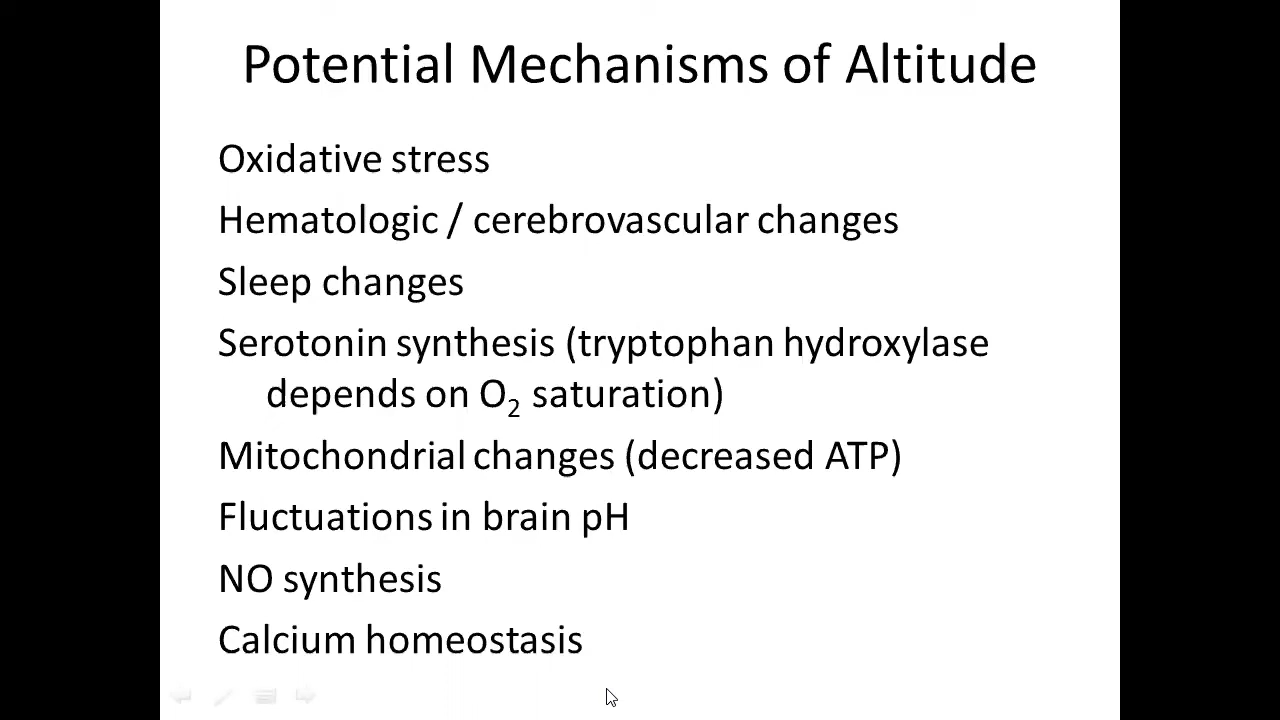 Potential Mechanisms of Altitude
Oxidative stress
Hematologic / cerebrovascular changes
Sleep changes
Serotonin synthesis (tryptophan hydroxylase
depends on O₂ saturation)
Mitochondrial changes (decreased ATP)
Fluctuations in brain pH
NO synthesis
Calcium homeostasis